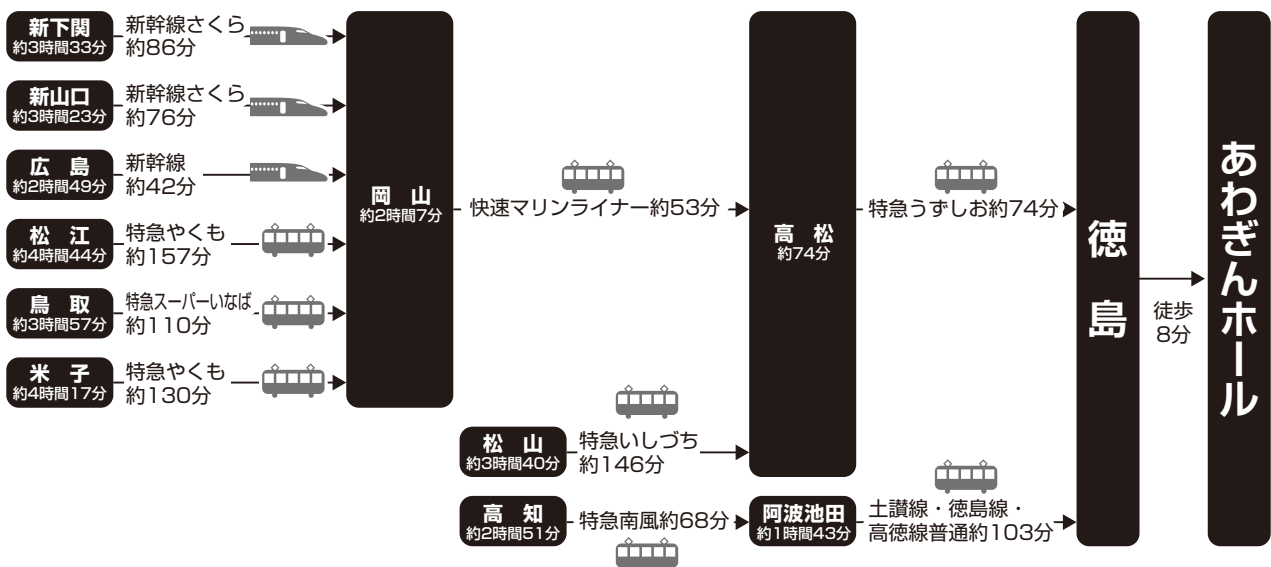 新下関
約3時間33分
新幹線さくら
約86分
新山口
約3時間23分
新幹線さくら
約76分
広 島
約2時間49分
新幹線
約42分
松 江
約4時間44分
特急やくも
約157分
鳥 取
約3時間57分
特急スーパーいなば
約110分
米 子
約4時間17分
特急やくも
約130分
岡 山
約2時間7分
快速マリンライナー約53分
松 山
約3時間40分
特急いしづち
約146分
高 知
約2時間51分
特急南風約68分
高 松
約74分
特急うずしお約74分
阿波池田
約1時間43分
土讃線・徳島線・
高徳線普通約103分
徳島
徒歩
8分
あわぎんホール